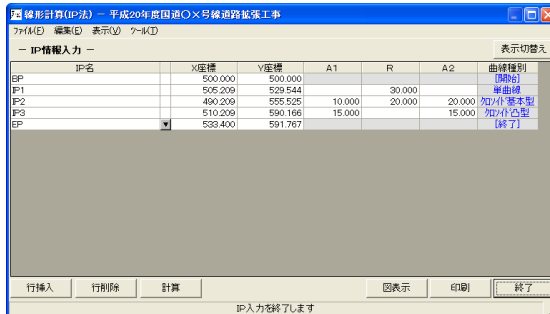 線形計算(IP法) － 平成20年度国道〇×号線道路拡張工事
ファイル(F) 編集(E) 表示(V) ツール(T)
－ IP情報入力 －
表示切替え
IP名 X座標 Y座標 A1 R A2 曲線種別
BP 500.000 500.000 [開始]
IP1 505.209 529.544 30.000 単曲線
IP2 490.209 555.525 10.000 20.000 20.000 クロソイド基本型
IP3 510.209 590.166 15.000 15.000 クロソイド凸型
EP 533.400 591.767 [終了]
行挿入 行削除 計算 図表示 印刷 終了
IP入力を終了します